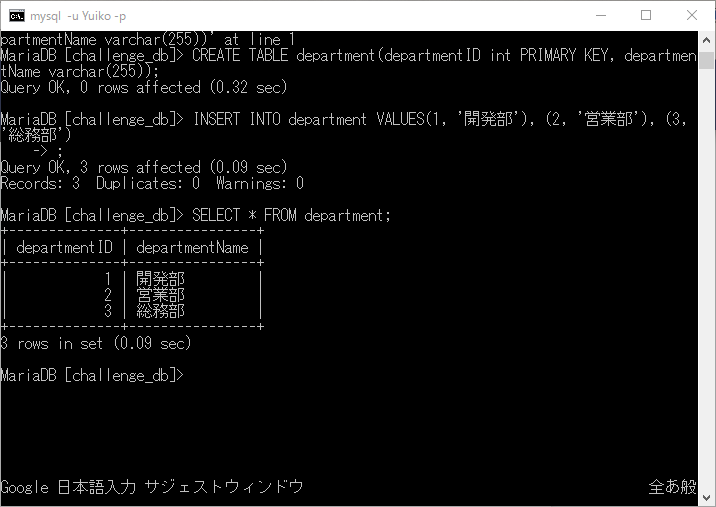 mysql -u Yuiko -p
partmentName varchar(255))' at line 1
MariaDB [challenge_db]> CREATE TABLE department(departmentID int PRIMARY KEY, departmen
tName varchar(255));
Query OK, 0 rows affected (0.32 sec)
MariaDB [challenge_db]> INSERT INTO department VALUES(1, '開発部'), (2, '営業部'), (3,
'総務部')
    -> ;
Query OK, 3 rows affected (0.09 sec)
Records: 3  Duplicates: 0  Warnings: 0
MariaDB [challenge_db]> SELECT * FROM department;
+--------------+----------------+
| departmentID | departmentName |
+--------------+----------------+
|            1 | 開発部         |
|            2 | 営業部         |
|            3 | 総務部         |
+--------------+----------------+
3 rows in set (0.09 sec)
MariaDB [challenge_db]>
Google 日本語入力 サジェストウィンドウ 全あ般